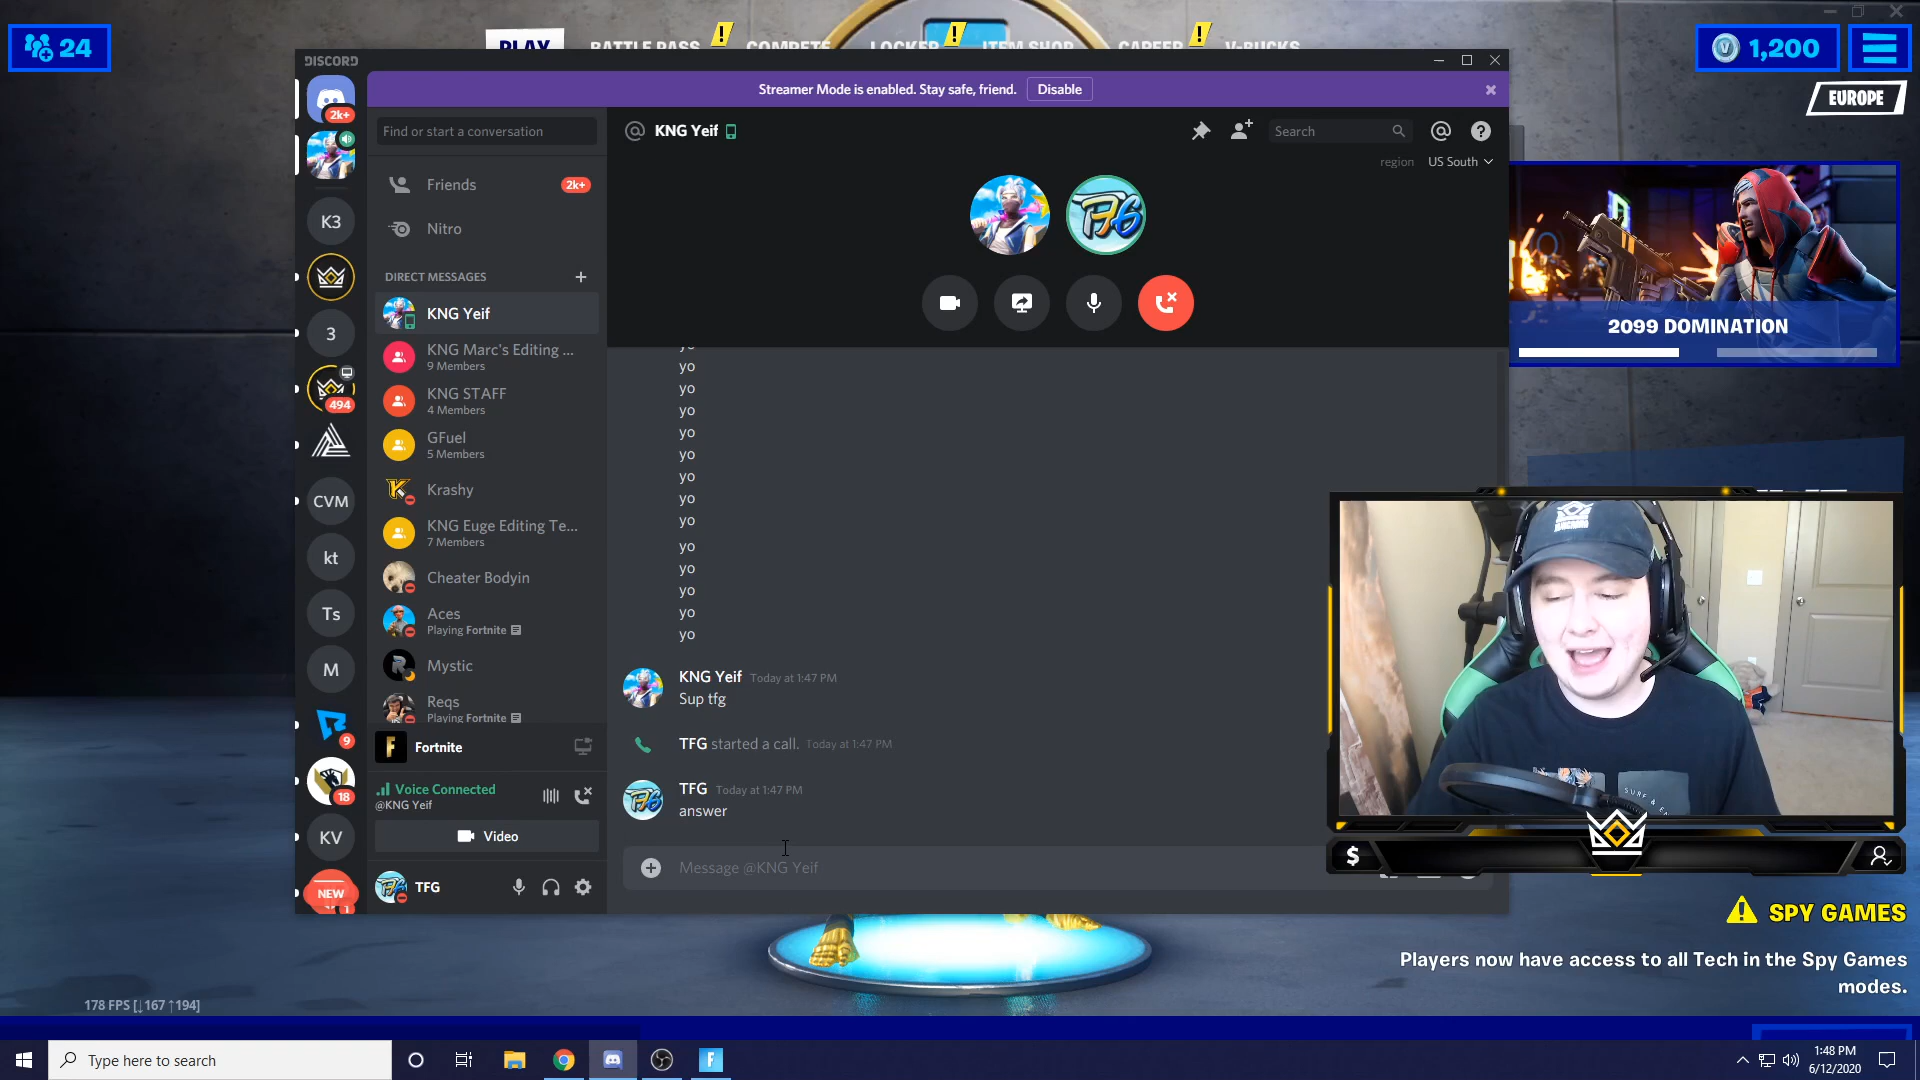 24
PLAY
BATTLE PASS
COMPETE
LOCKER
ITEM SHOP
CAREER
V-BUCKS
1,200
EUROPE
DISCORD
Streamer Mode is enabled. Stay safe, friend.
Disable
Find or start a conversation
KNG Yeif
Search
region
US South
2k+
Friends
2k+
Nitro
DIRECT MESSAGES
KNG Yeif
KNG Marc's Editing ...
9 Members
KNG STAFF
4 Members
GFuel
5 Members
Krashy
KNG Euge Editing Te...
7 Members
Cheater Bodyin
Aces
Playing Fortnite
Mystic
Reqs
Playing Fortnite
Fortnite
Voice Connected
@KNG Yeif
Video
TFG
K3
3
494
CVM
kt
Ts
M
9
18
KV
NEW
1
yo
yo
yo
yo
yo
yo
yo
yo
yo
yo
yo
yo
yo
yo
KNG Yeif Today at 1:47 PM
Sup tfg
TFG started a call. Today at 1:47 PM
TFG Today at 1:47 PM
answer
Message @KNG Yeif
2099 DOMINATION
SURF &
SPY GAMES
Players now have access to all Tech in the Spy Games
modes.
178 FPS [↓167 ↑194]
Type here to search
1:48 PM
6/12/2020